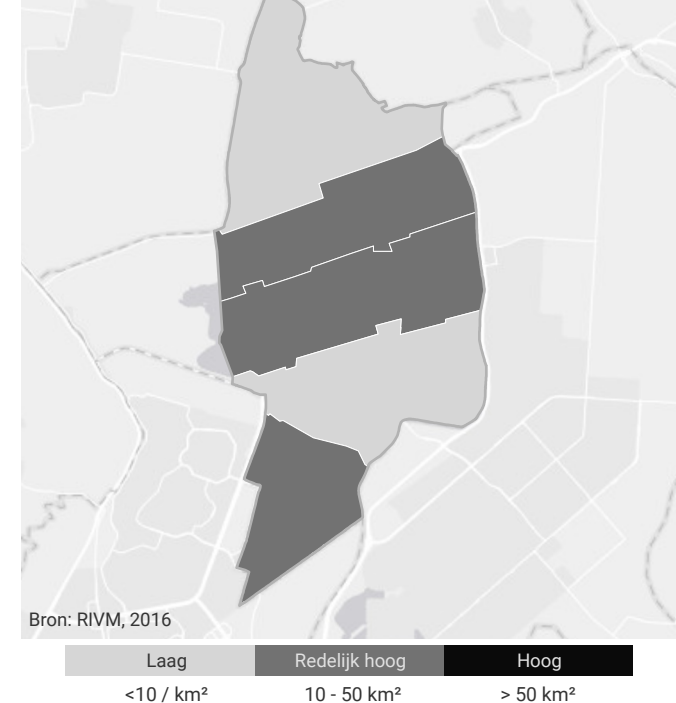 Bron: RIVM, 2016
Laag Redelijk hoog Hoog
<10 / km² 10 - 50 km² > 50 km²